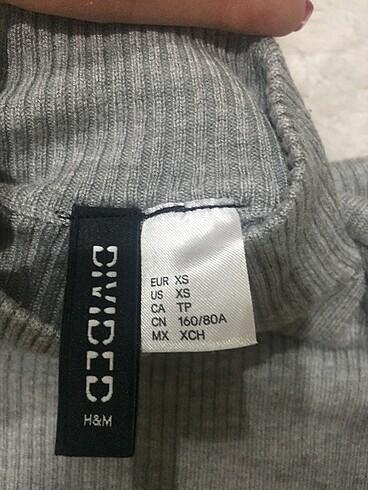 DIVIDED
H&M
EUR XS
US XS
CA TP
CN 160/80A
MX XCH